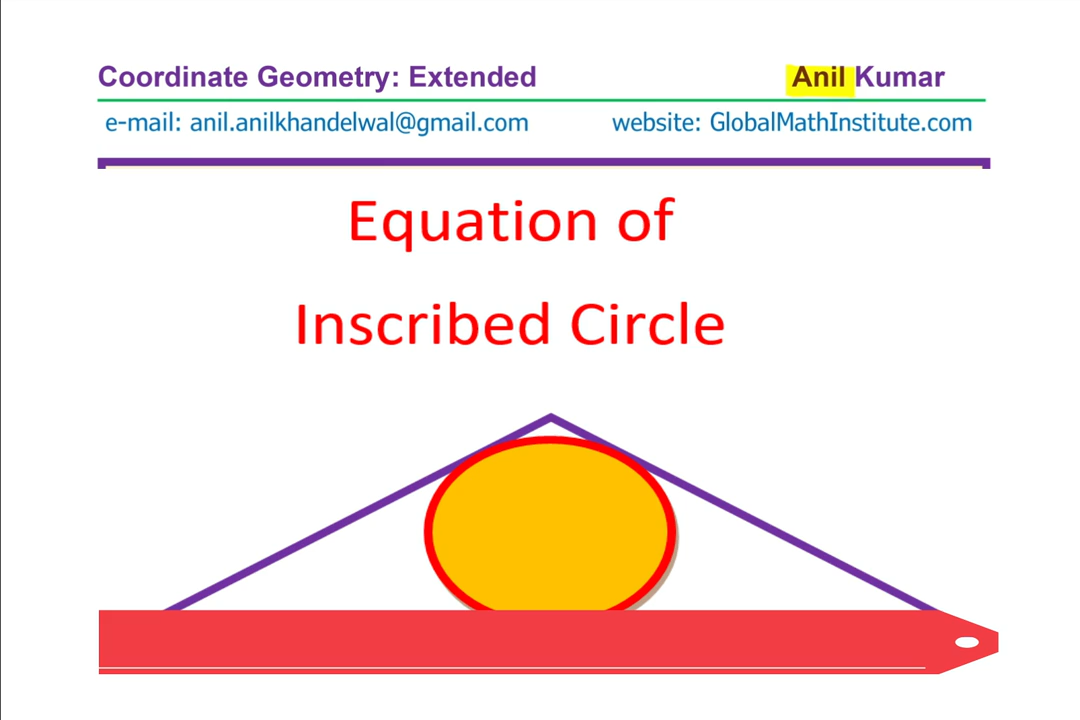 Coordinate Geometry: Extended Anil Kumar
e-mail: anil.anilkhandelwal@gmail.com website: GlobalMathInstitute.com
Equation of
Inscribed Circle